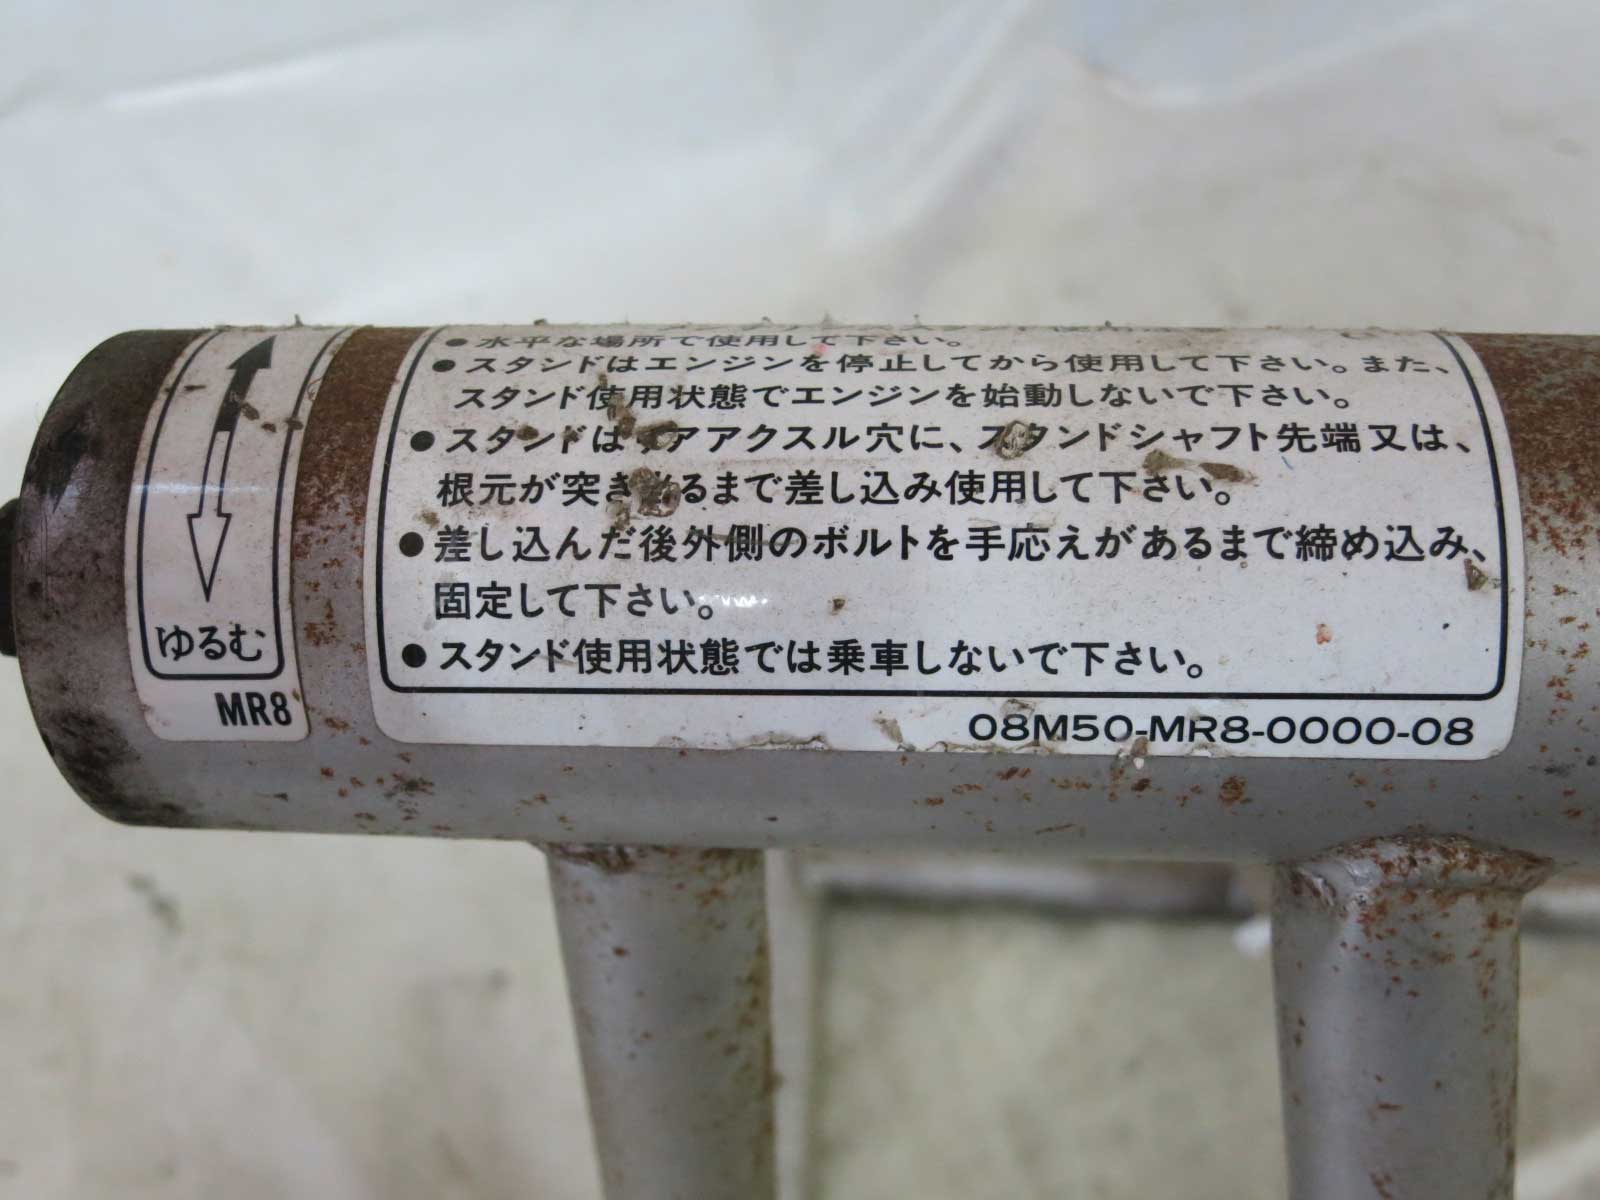 ●水平な場所で使用して下さい。
●スタンドはエンジンを停止してから使用して下さい。また、
スタンド使用状態でエンジンを始動しないで下さい。
●スタンドは アアクスル穴に、スタンドシャフト先端又は、
根元が突き るまで差し込み使用して下さい。
●差し込んだ後外側のボルトを手応えがあるまで締め込み、
固定して下さい。
●スタンド使用状態では乗車しないで下さい。
08M50-MR8-0000-08
ゆるむ
MR8